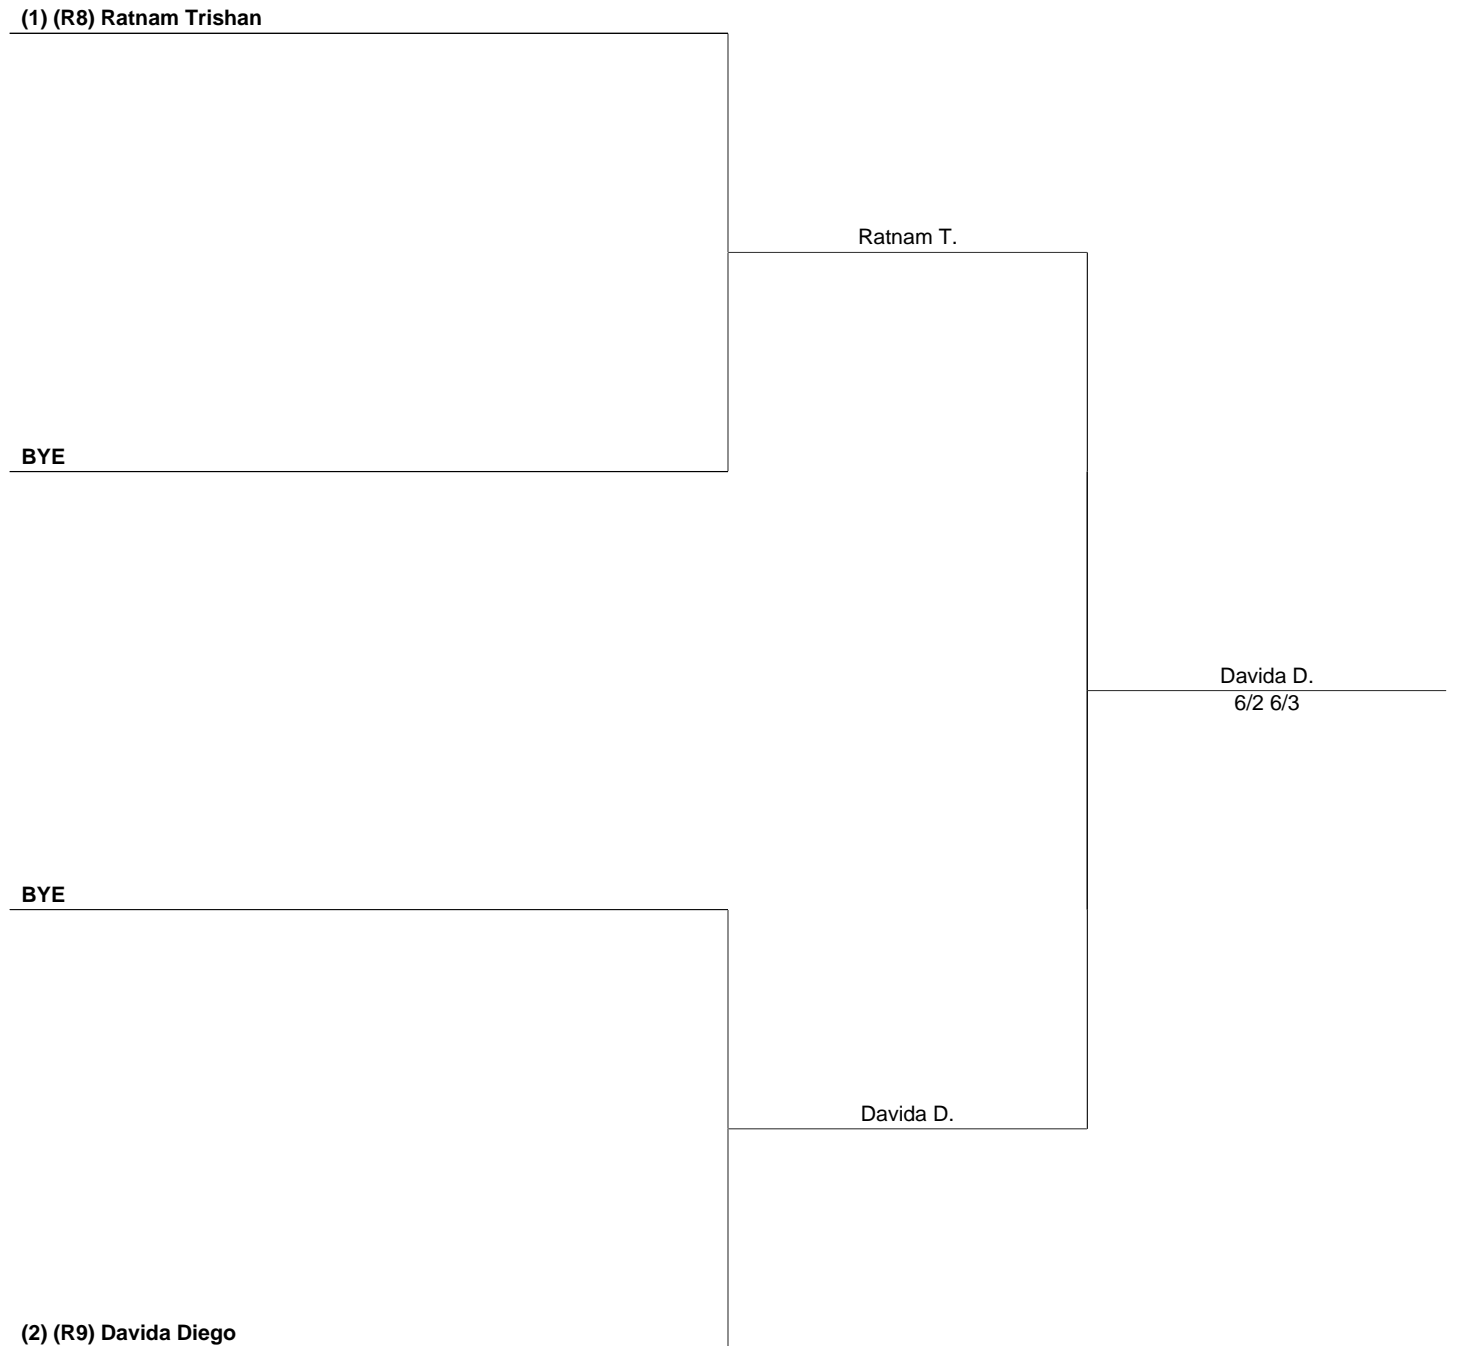 (1) (R8) Ratnam Trishan
Ratnam T.
BYE
Davida D.
6/2 6/3
BYE
Davida D.
(2) (R9) Davida Diego